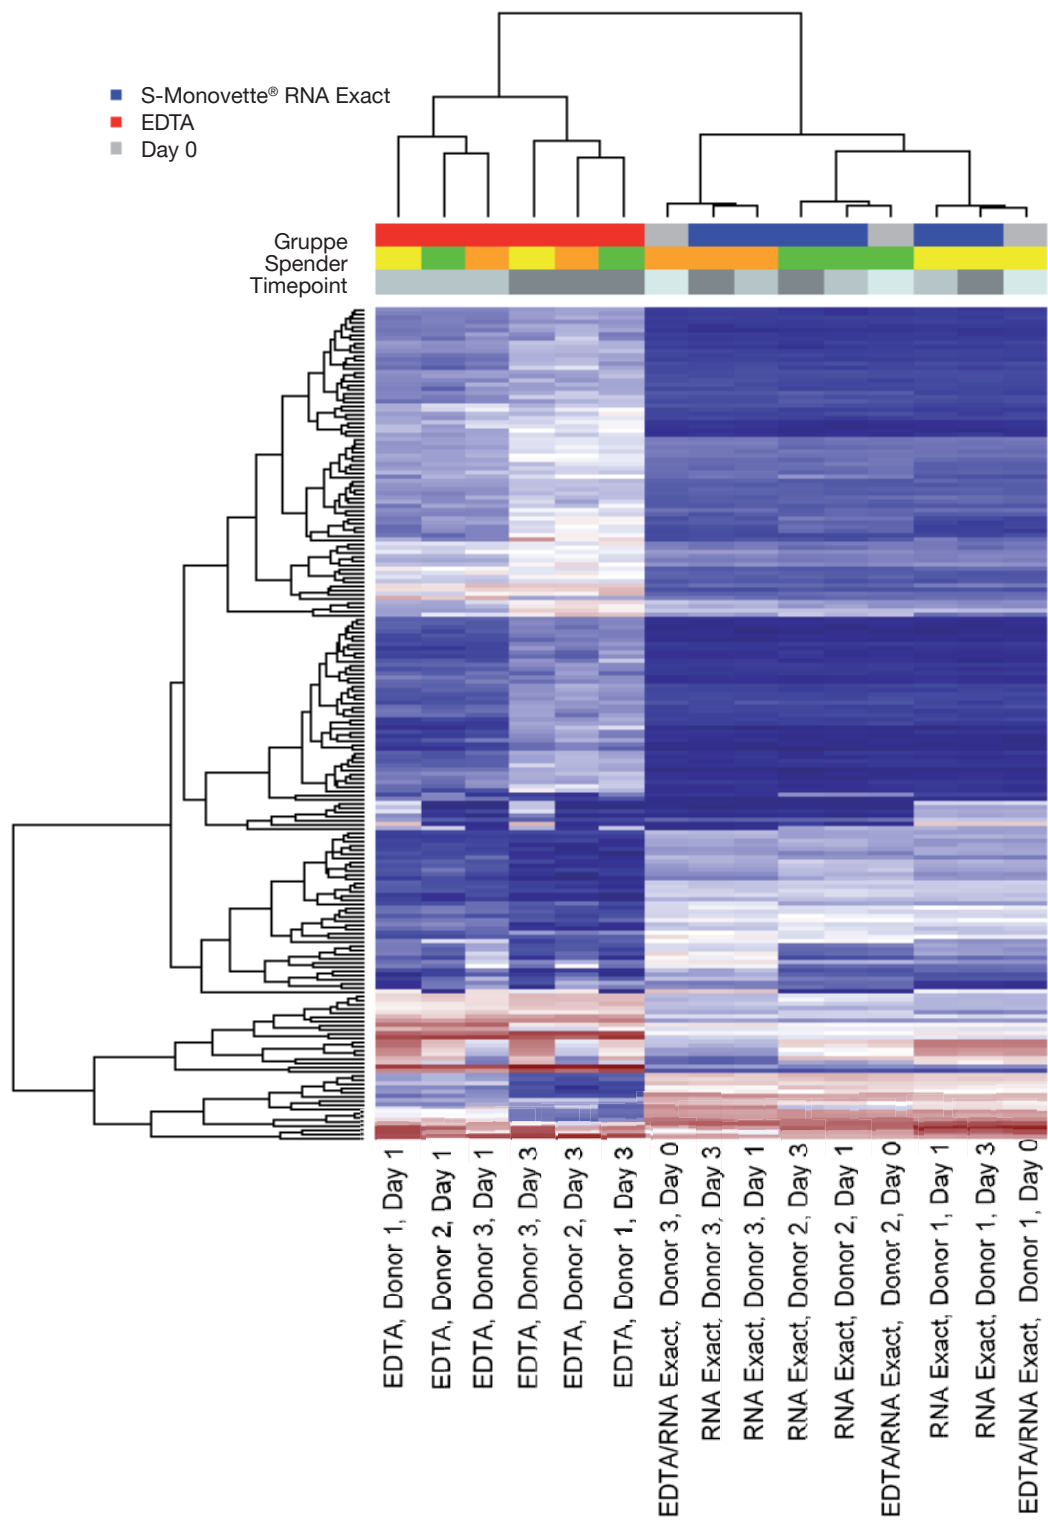 S-Monovette® RNA Exact
EDTA
Day 0
Gruppe
Spender
Timepoint
EDTA, Donor 1, Day 1
EDTA, Donor 2, Day 1
EDTA, Donor 3, Day 1
EDTA, Donor 3, Day 3
EDTA, Donor 2, Day 3
EDTA, Donor 1, Day 3
EDTA/RNA Exact, Donor 3, Day 0
RNA Exact, Donor 3, Day 3
RNA Exact, Donor 3, Day 1
RNA Exact, Donor 2, Day 3
RNA Exact, Donor 2, Day 1
EDTA/RNA Exact, Donor 2, Day 0
RNA Exact, Donor 1, Day 1
RNA Exact, Donor 1, Day 3
EDTA/RNA Exact, Donor 1, Day 0